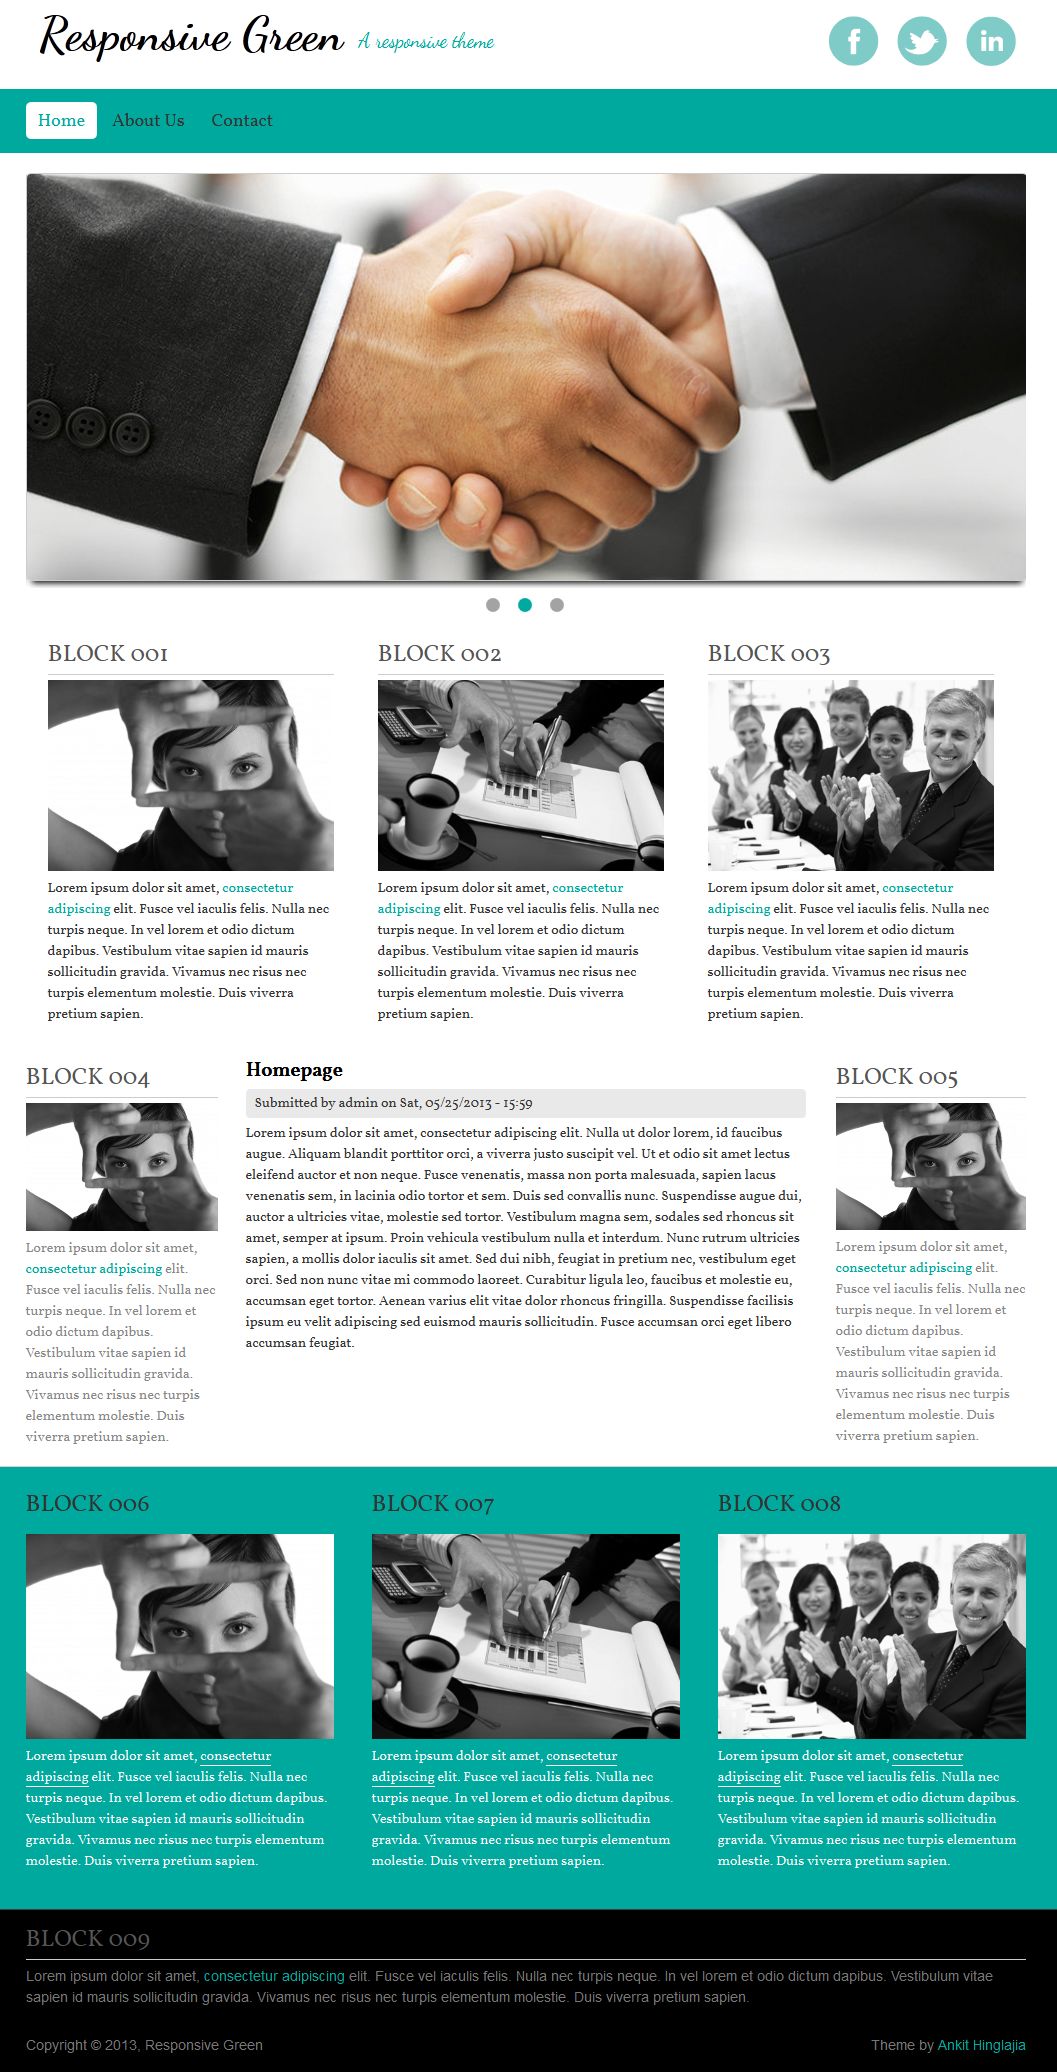 Responsive Green A responsive theme
Home About Us Contact
BLOCK 001
Lorem ipsum dolor sit amet, consectetur
adipiscing elit. Fusce vel iaculis felis. Nulla nec
turpis neque. In vel lorem et odio dictum
dapibus. Vestibulum vitae sapien id mauris
sollicitudin gravida. Vivamus nec risus nec
turpis elementum molestie. Duis viverra
pretium sapien.
BLOCK 002
Lorem ipsum dolor sit amet, consectetur
adipiscing elit. Fusce vel iaculis felis. Nulla nec
turpis neque. In vel lorem et odio dictum
dapibus. Vestibulum vitae sapien id mauris
sollicitudin gravida. Vivamus nec risus nec
turpis elementum molestie. Duis viverra
pretium sapien.
BLOCK 003
Lorem ipsum dolor sit amet, consectetur
adipiscing elit. Fusce vel iaculis felis. Nulla nec
turpis neque. In vel lorem et odio dictum
dapibus. Vestibulum vitae sapien id mauris
sollicitudin gravida. Vivamus nec risus nec
turpis elementum molestie. Duis viverra
pretium sapien.
BLOCK 004
Lorem ipsum dolor sit amet,
consectetur adipiscing elit.
Fusce vel iaculis felis. Nulla nec
turpis neque. In vel lorem et
odio dictum dapibus.
Vestibulum vitae sapien id
mauris sollicitudin gravida.
Vivamus nec risus nec turpis
elementum molestie. Duis
viverra pretium sapien.
Homepage
Submitted by admin on Sat, 05/25/2013 - 15:59
Lorem ipsum dolor sit amet, consectetur adipiscing elit. Nulla ut dolor lorem, id faucibus
augue. Aliquam blandit porttitor orci, a viverra justo suscipit vel. Ut et odio sit amet lectus
eleifend auctor et non neque. Fusce venenatis, massa non porta malesuada, sapien lacus
venenatis sem, in lacinia odio tortor et sem. Duis sed convallis nunc. Suspendisse augue dui,
auctor a ultricies vitae, molestie sed tortor. Vestibulum magna sem, sodales sed rhoncus sit
amet, semper at ipsum. Proin vehicula vestibulum nulla et interdum. Nunc rutrum ultricies
sapien, a mollis dolor iaculis sit amet. Sed dui nibh, feugiat in pretium nec, vestibulum eget
orci. Sed non nunc vitae mi commodo laoreet. Curabitur ligula leo, faucibus et molestie eu,
accumsan eget tortor. Aenean varius elit vitae dolor rhoncus fringilla. Suspendisse facilisis
ipsum eu velit adipiscing sed euismod mauris sollicitudin. Fusce accumsan orci eget libero
accumsan feugiat.
BLOCK 005
Lorem ipsum dolor sit amet,
consectetur adipiscing elit.
Fusce vel iaculis felis. Nulla nec
turpis neque. In vel lorem et
odio dictum dapibus.
Vestibulum vitae sapien id
mauris sollicitudin gravida.
Vivamus nec risus nec turpis
elementum molestie. Duis
viverra pretium sapien.
BLOCK 006
Lorem ipsum dolor sit amet, consectetur
adipiscing elit. Fusce vel iaculis felis. Nulla nec
turpis neque. In vel lorem et odio dictum dapibus.
Vestibulum vitae sapien id mauris sollicitudin
gravida. Vivamus nec risus nec turpis elementum
molestie. Duis viverra pretium sapien.
BLOCK 007
Lorem ipsum dolor sit amet, consectetur
adipiscing elit. Fusce vel iaculis felis. Nulla nec
turpis neque. In vel lorem et odio dictum dapibus.
Vestibulum vitae sapien id mauris sollicitudin
gravida. Vivamus nec risus nec turpis elementum
molestie. Duis viverra pretium sapien.
BLOCK 008
Lorem ipsum dolor sit amet, consectetur
adipiscing elit. Fusce vel iaculis felis. Nulla nec
turpis neque. In vel lorem et odio dictum dapibus.
Vestibulum vitae sapien id mauris sollicitudin
gravida. Vivamus nec risus nec turpis elementum
molestie. Duis viverra pretium sapien.
BLOCK 009
Lorem ipsum dolor sit amet, consectetur adipiscing elit. Fusce vel iaculis felis. Nulla nec turpis neque. In vel lorem et odio dictum dapibus. Vestibulum vitae
sapien id mauris sollicitudin gravida. Vivamus nec risus nec turpis elementum molestie. Duis viverra pretium sapien.
Copyright © 2013, Responsive Green
Theme by Ankit Hinglajia